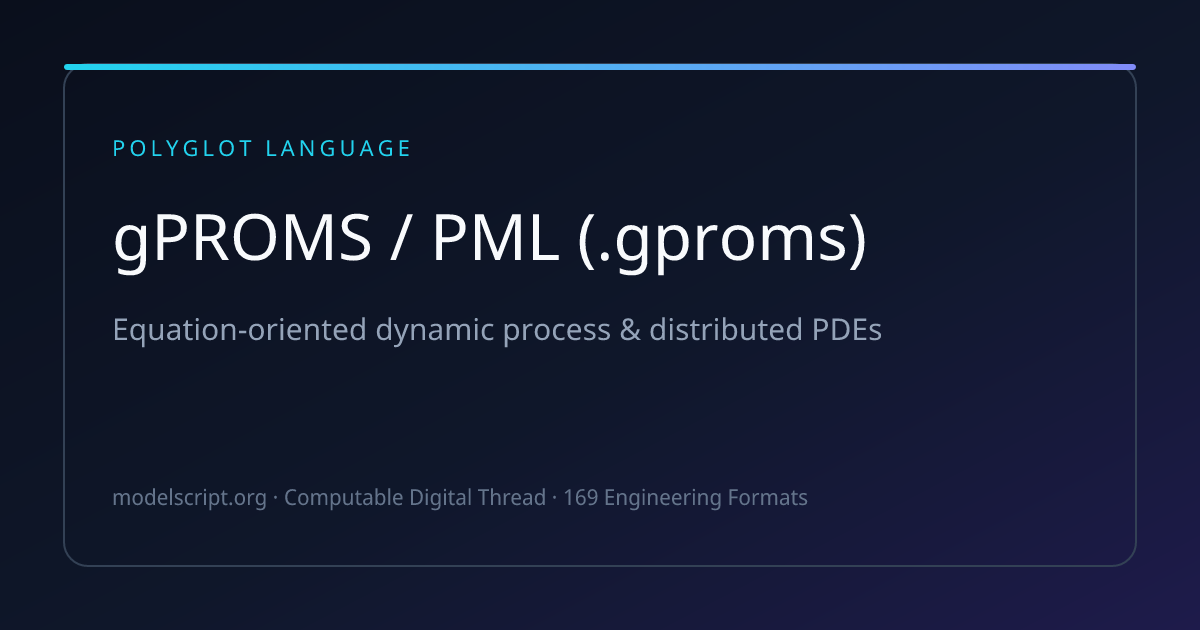 POLYGLOT LANGUAGE
gPROMS / PML (.gproms)
Equation-oriented dynamic process & distributed PDEs
modelscript.org · Computable Digital Thread · 169 Engineering Formats